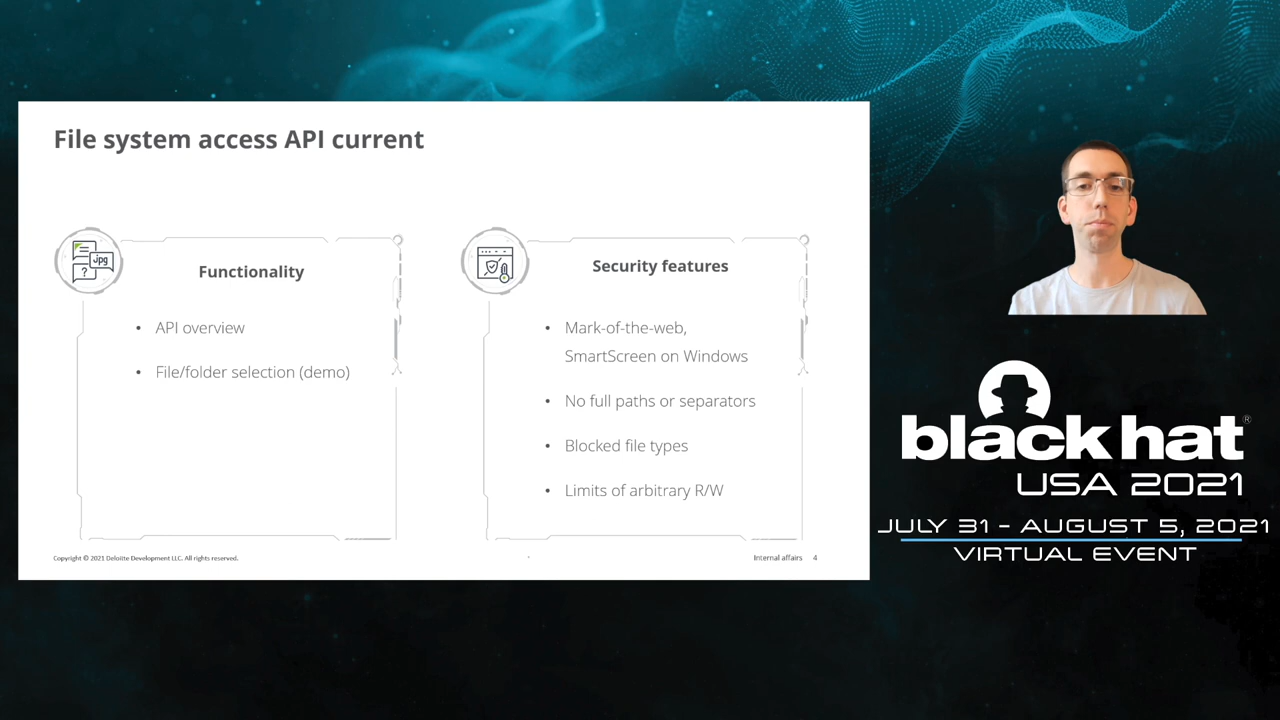 File system access API current
jpg
?
Functionality
• API overview
• File/folder selection (demo)
Security features
• Mark-of-the-web,
SmartScreen on Windows
• No full paths or separators
• Blocked file types
• Limits of arbitrary R/W
Copyright © 2021 Deloitte Development LLC. All rights reserved.
Internal affairs 4
black hat®
USA 2021
JULY 31 - AUGUST 5, 2021
VIRTUAL EVENT